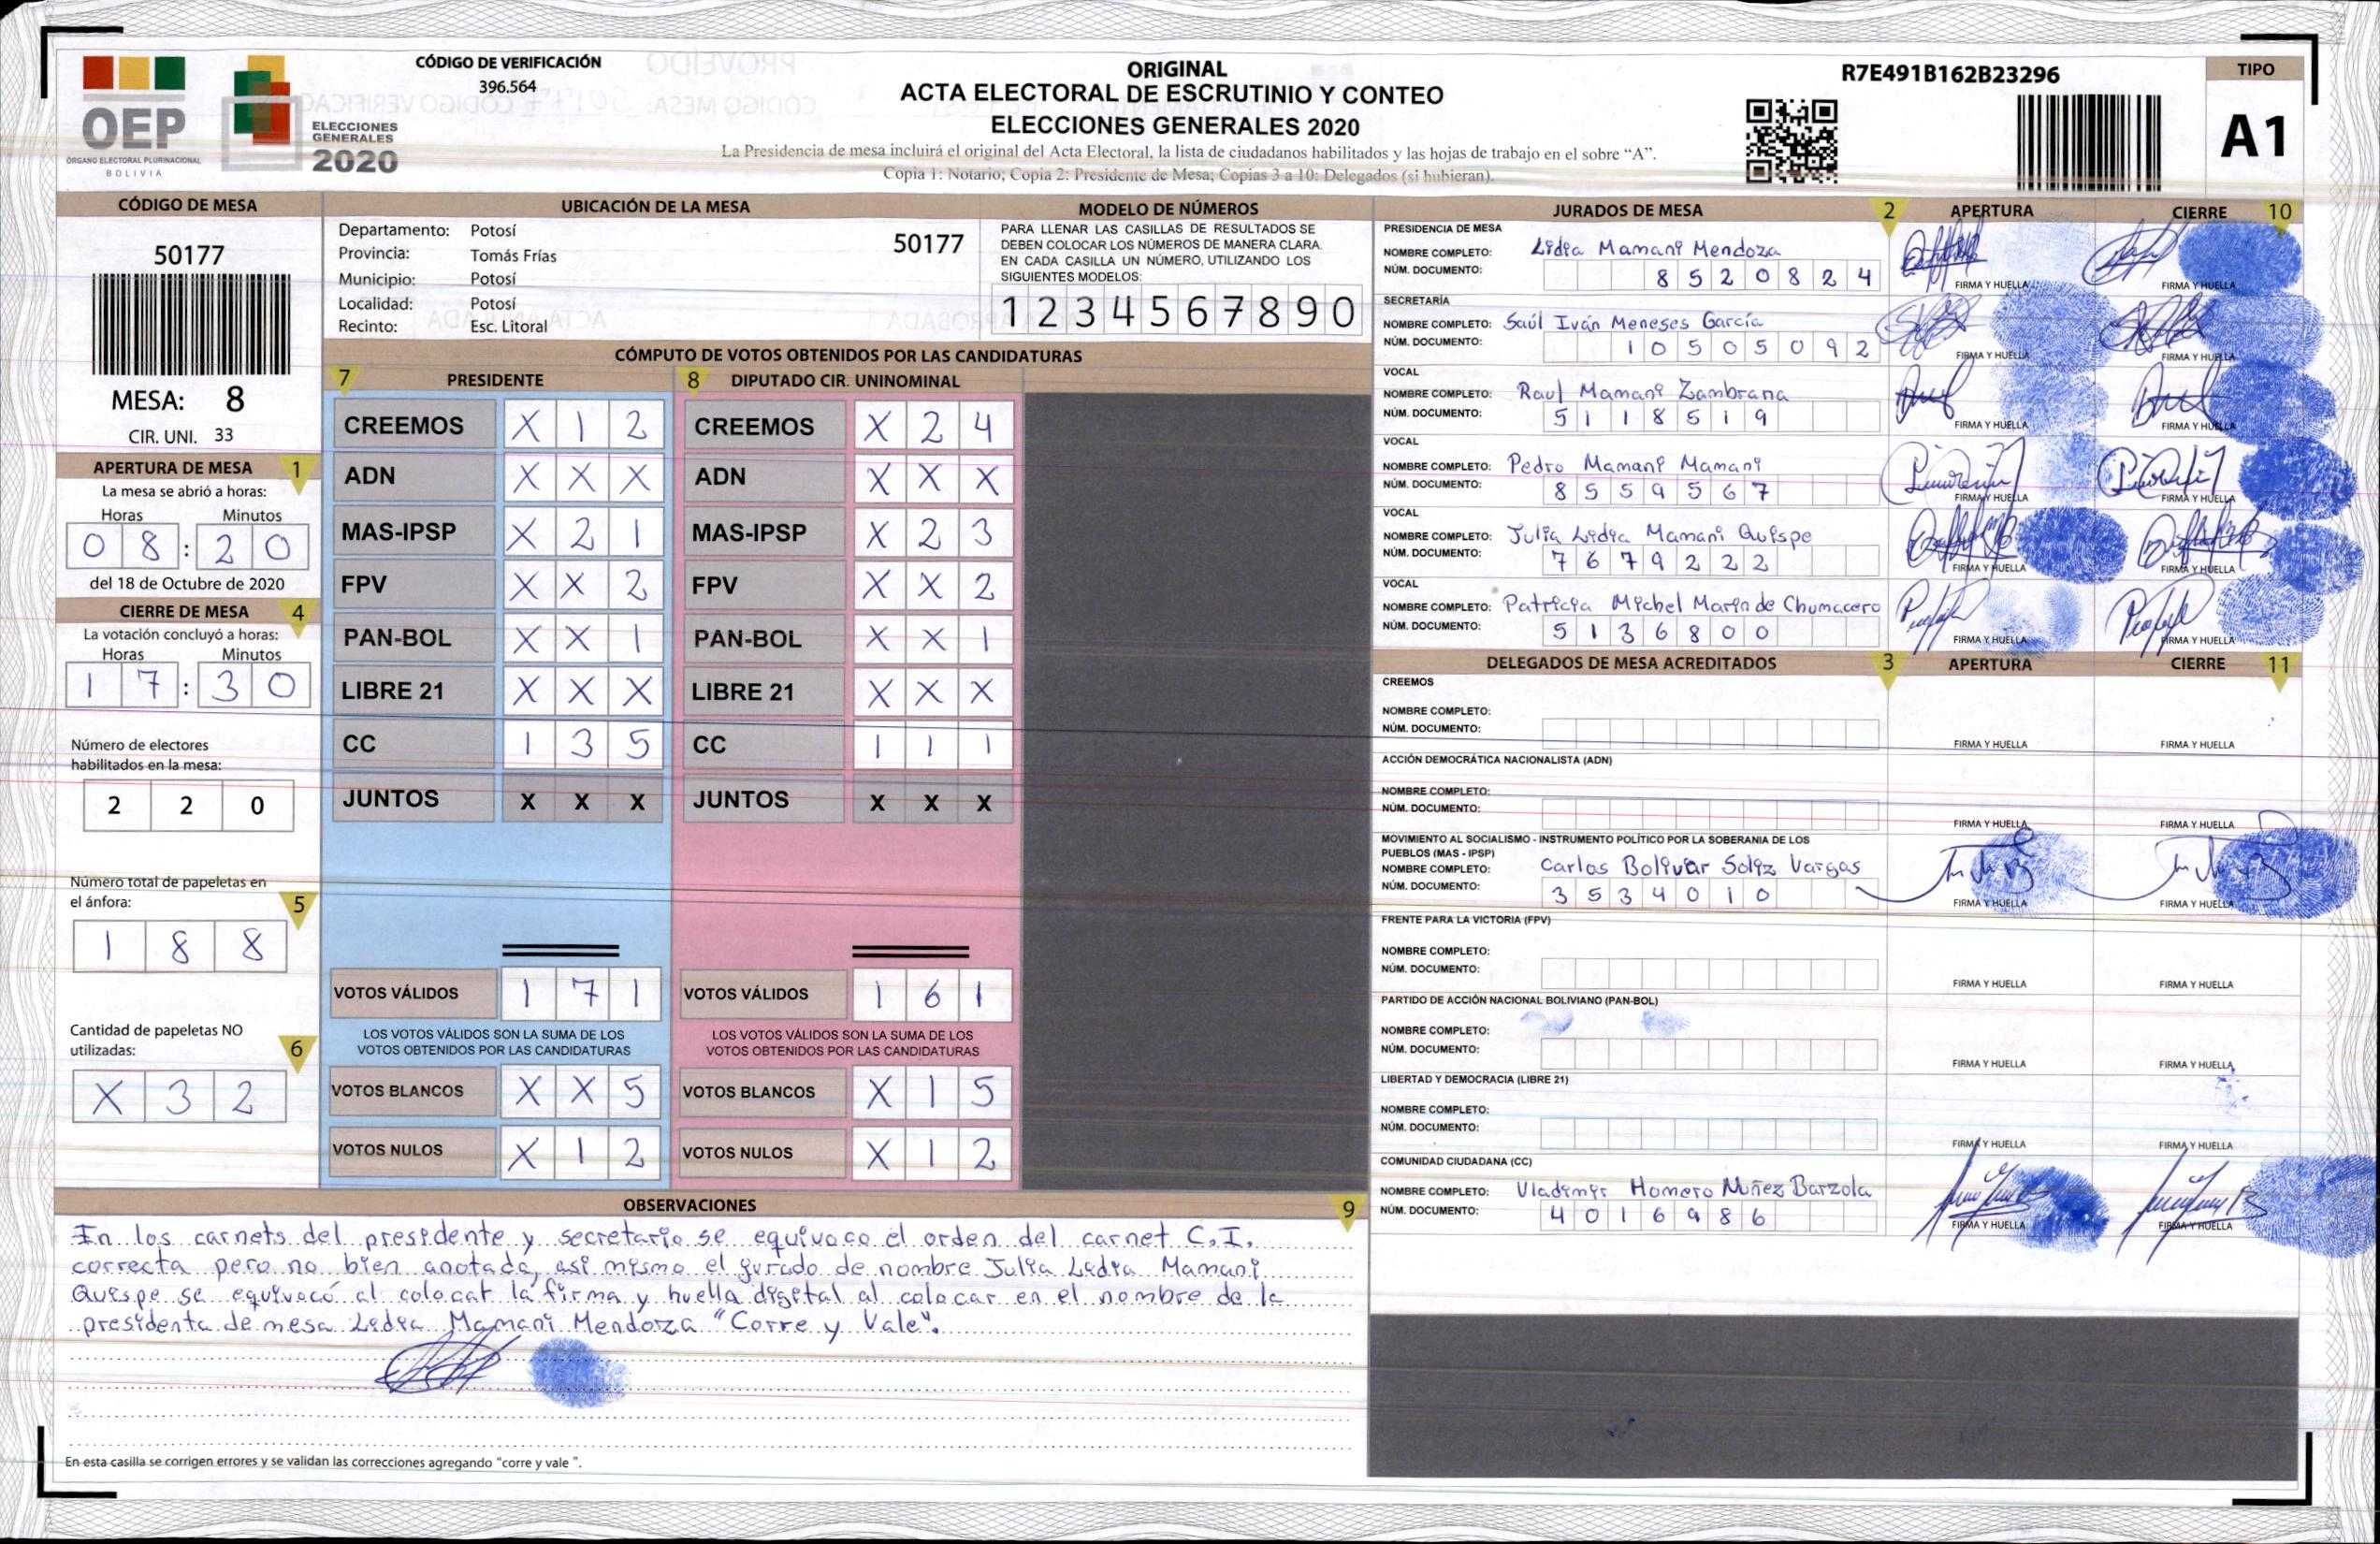 OEP
ÓRGANO ELECTORAL PLURINACIONAL
BOLIVIA
ELECCIONES
GENERALES
2020
CÓDIGO DE VERIFICACIÓN
396.564
ORIGINAL
ACTA ELECTORAL DE ESCRUTINIO Y CONTEO
ELECCIONES GENERALES 2020
La Presidencia de mesa incluirá el original del Acta Electoral, la lista de ciudadanos habilitados y las hojas de trabajo en el sobre “A”.
Copia 1: Notario; Copia 2: Presidente de Mesa; Copias 3 a 10: Delegados (si hubieran).
R7E491B162B23296
TIPO
A1
CÓDIGO DE MESA
50177
MESA: 8
CIR. UNI. 33
APERTURA DE MESA 1
La mesa se abrió a horas:
Horas Minutos
0 8 : 2 0
del 18 de Octubre de 2020
CIERRE DE MESA 4
La votación concluyó a horas:
Horas Minutos
1 7 : 3 0
Número de electores
habilitados en la mesa:
2 2 0
Número total de papeletas en
el ánfora: 5
1 8 8
Cantidad de papeletas NO
utilizadas: 6
X 3 2
UBICACIÓN DE LA MESA
Departamento: Potosí
50177
Provincia: Tomás Frías
Municipio: Potosí
Localidad: Potosí
Recinto: Esc. Litoral
MODELO DE NÚMEROS
PARA LLENAR LAS CASILLAS DE RESULTADOS SE
DEBEN COLOCAR LOS NÚMEROS DE MANERA CLARA.
EN CADA CASILLA UN NÚMERO, UTILIZANDO LOS
SIGUIENTES MODELOS:
1 2 3 4 5 6 7 8 9 0
CÓMPUTO DE VOTOS OBTENIDOS POR LAS CANDIDATURAS
7 PRESIDENTE
CREEMOS X 1 2
ADN X X X
MAS-IPSP X 2 1
FPV X X 2
PAN-BOL X X 1
LIBRE 21 X X X
CC 1 3 5
JUNTOS X X X
VOTOS VÁLIDOS 1 7 1
LOS VOTOS VÁLIDOS SON LA SUMA DE LOS
VOTOS OBTENIDOS POR LAS CANDIDATURAS
VOTOS BLANCOS X X 5
VOTOS NULOS X 1 2
8 DIPUTADO CIR. UNINOMINAL
CREEMOS X 2 4
ADN X X X
MAS-IPSP X 2 3
FPV X X 2
PAN-BOL X X 1
LIBRE 21 X X X
CC 1 1 1
JUNTOS X X X
VOTOS VÁLIDOS 1 6 1
LOS VOTOS VÁLIDOS SON LA SUMA DE LOS
VOTOS OBTENIDOS POR LAS CANDIDATURAS
VOTOS BLANCOS X 1 5
VOTOS NULOS X 1 2
OBSERVACIONES 9
En los carnets del presidente y secretario se equivoco el orden del carnet C.I.
correcta pero no bien anotada, asi mismo el jurado de nombre Julia Lidia Mamani
Quispe se equivocó al colocar la firma y huella digital al colocar en el nombre de la
presidenta de mesa Lidia Mamani Mendoza "Corre y Vale".
En esta casilla se corrigen errores y se validan las correcciones agregando “corre y vale ”.
JURADOS DE MESA 2 APERTURA CIERRE 10
PRESIDENCIA DE MESA
NOMBRE COMPLETO: Lidia Mamani Mendoza
NÚM. DOCUMENTO: 8 5 2 0 8 2 4
FIRMA Y HUELLA FIRMA Y HUELLA
SECRETARÍA
NOMBRE COMPLETO: Saúl Iván Meneses García
NÚM. DOCUMENTO: 1 0 5 0 5 0 9 2
FIRMA Y HUELLA FIRMA Y HUELLA
VOCAL
NOMBRE COMPLETO: Raul Mamani Zambrana
NÚM. DOCUMENTO: 5 1 1 8 5 1 9
FIRMA Y HUELLA FIRMA Y HUELLA
VOCAL
NOMBRE COMPLETO: Pedro Mamani Mamani
NÚM. DOCUMENTO: 8 5 5 9 5 6 7
FIRMA Y HUELLA FIRMA Y HUELLA
VOCAL
NOMBRE COMPLETO: Julia Lidia Mamani Quispe
NÚM. DOCUMENTO: 7 6 7 9 2 2 2
FIRMA Y HUELLA FIRMA Y HUELLA
VOCAL
NOMBRE COMPLETO: Patricia Michel Marin de Chumacero
NÚM. DOCUMENTO: 5 1 3 6 8 0 0
FIRMA Y HUELLA FIRMA Y HUELLA
DELEGADOS DE MESA ACREDITADOS 3 APERTURA CIERRE 11
CREEMOS
NOMBRE COMPLETO:
NÚM. DOCUMENTO:
FIRMA Y HUELLA FIRMA Y HUELLA
ACCIÓN DEMOCRÁTICA NACIONALISTA (ADN)
NOMBRE COMPLETO:
NÚM. DOCUMENTO:
FIRMA Y HUELLA FIRMA Y HUELLA
MOVIMIENTO AL SOCIALISMO - INSTRUMENTO POLÍTICO POR LA SOBERANIA DE LOS
PUEBLOS (MAS - IPSP)
NOMBRE COMPLETO: Carlos Bolivar Soliz Vargas
NÚM. DOCUMENTO: 3 5 3 4 0 1 0
FIRMA Y HUELLA FIRMA Y HUELLA
FRENTE PARA LA VICTORIA (FPV)
NOMBRE COMPLETO:
NÚM. DOCUMENTO:
FIRMA Y HUELLA FIRMA Y HUELLA
PARTIDO DE ACCIÓN NACIONAL BOLIVIANO (PAN-BOL)
NOMBRE COMPLETO:
NÚM. DOCUMENTO:
FIRMA Y HUELLA FIRMA Y HUELLA
LIBERTAD Y DEMOCRACIA (LIBRE 21)
NOMBRE COMPLETO:
NÚM. DOCUMENTO:
FIRMA Y HUELLA FIRMA Y HUELLA
COMUNIDAD CIUDADANA (CC)
NOMBRE COMPLETO: Vladimir Homero Nuñez Barzola
NÚM. DOCUMENTO: 4 0 1 6 9 8 6
FIRMA Y HUELLA FIRMA Y HUELLA